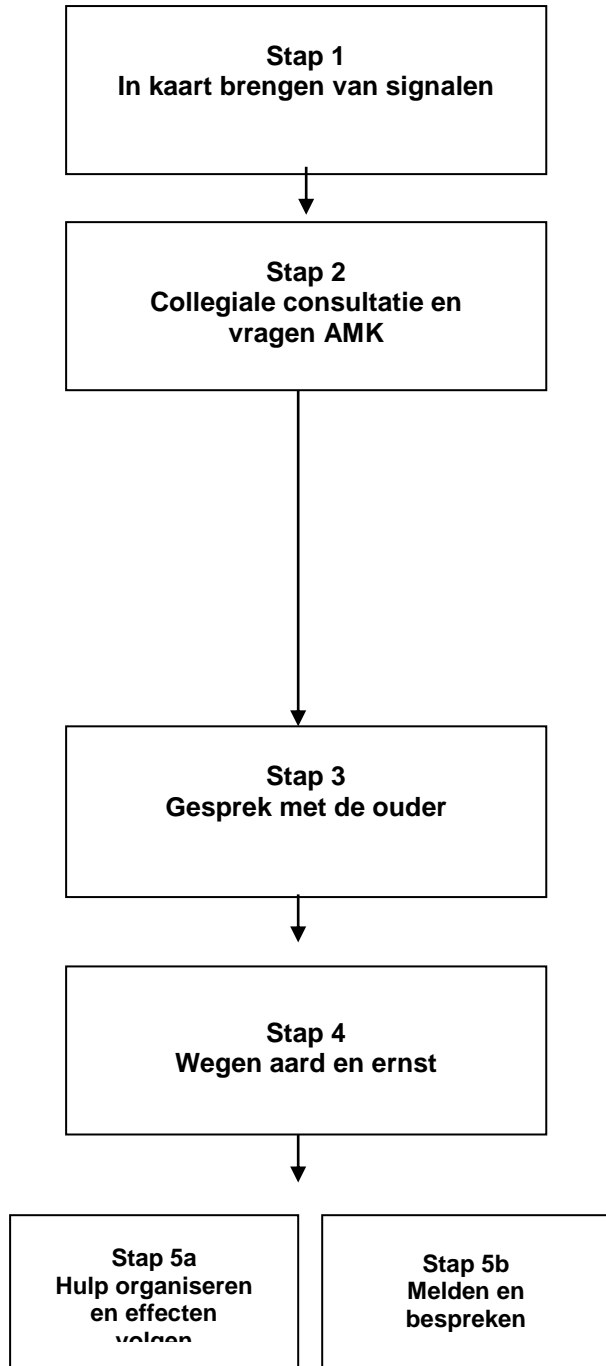 Stap 1
In kaart brengen van signalen
Stap 2
Collegiale consultatie en
vragen AMK
Stap 3
Gesprek met de ouder
Stap 4
Wegen aard en ernst
Stap 5a
Hulp organiseren
en effecten
volgen
Stap 5b
Melden en
bespreken